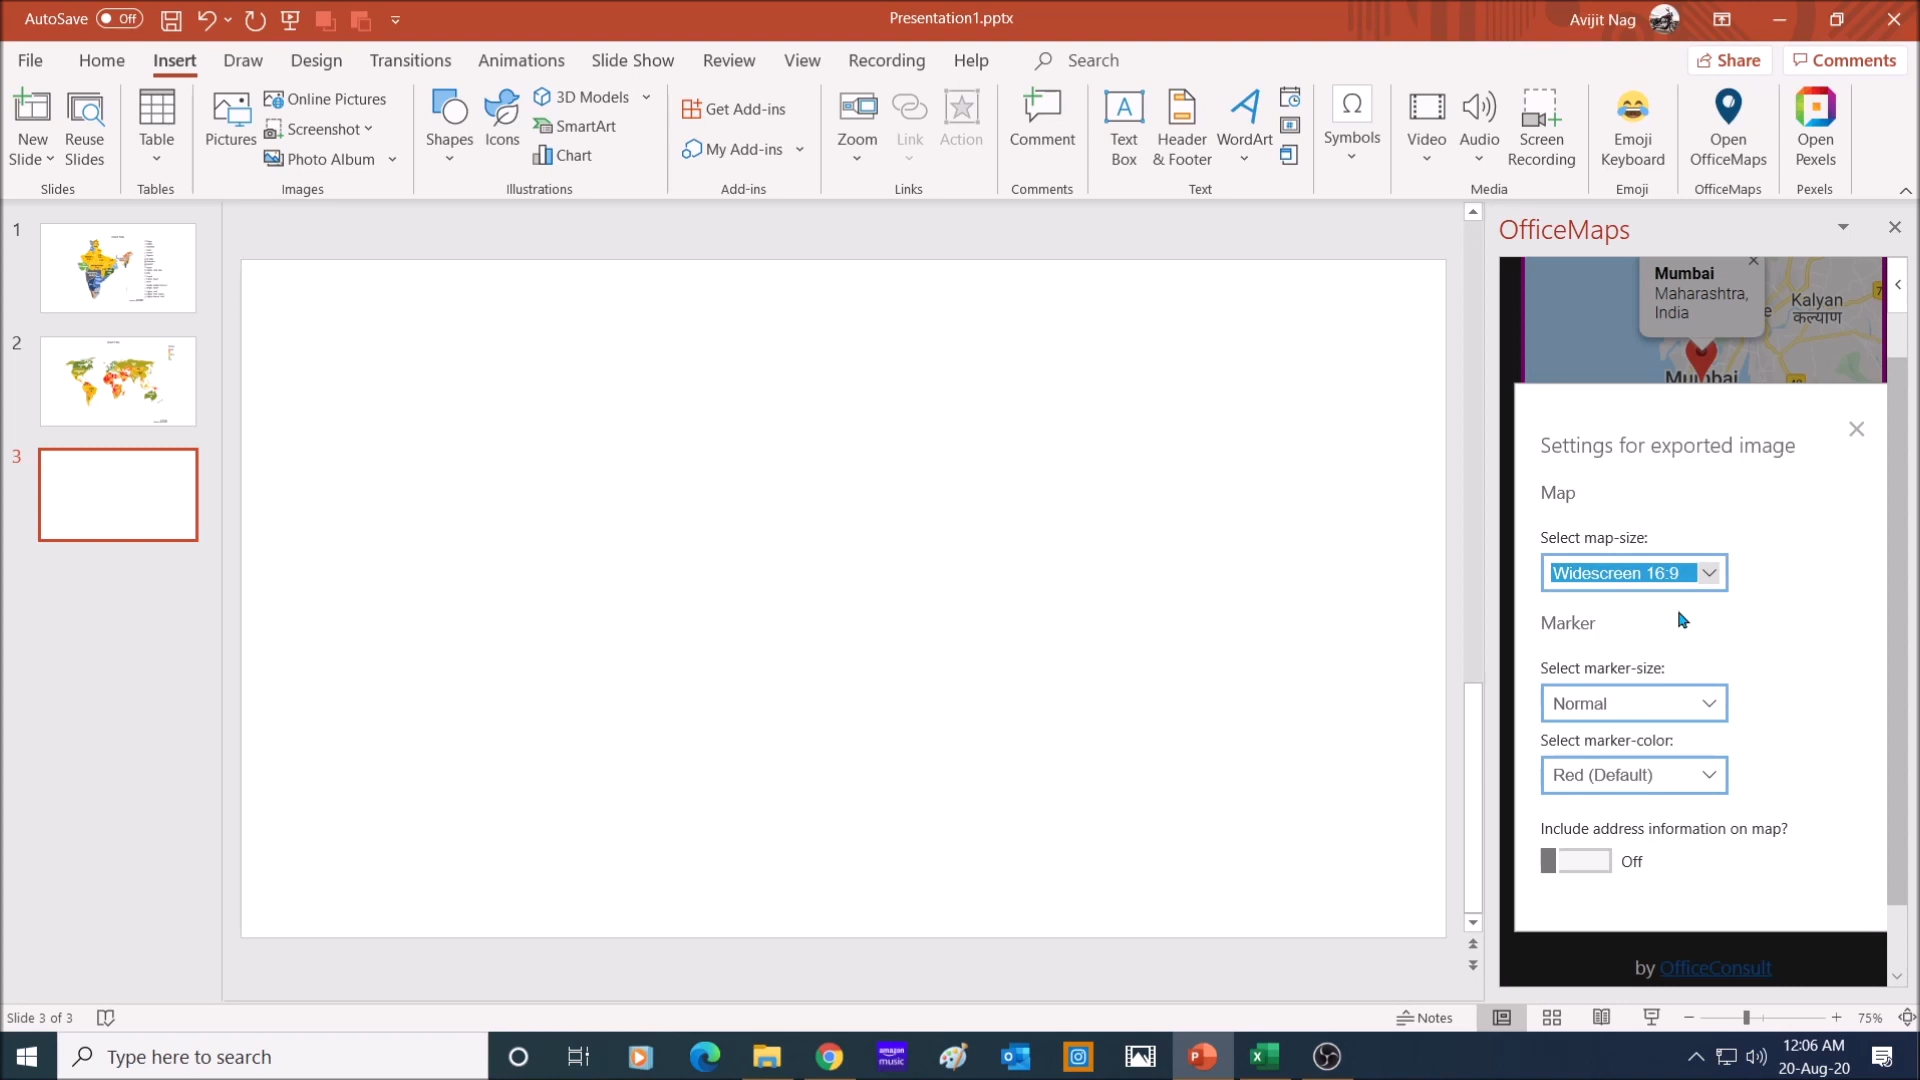 AutoSave Off
Presentation1.pptx
Avijit Nag
File Home Insert Draw Design Transitions Animations Slide Show Review View Recording Help Search
Share Comments
New Slide
Reuse Slides
Slides
Table
Tables
Pictures
Online Pictures
Screenshot
Photo Album
Images
Shapes
Icons
3D Models
SmartArt
Chart
Illustrations
Get Add-ins
My Add-ins
Add-ins
Zoom
Link
Action
Links
Comment
Comments
Text
Box
Header
& Footer
WordArt
Text
Symbols
Video
Audio
Screen
Recording
Media
Emoji
Keyboard
Emoji
Open
OfficeMaps
OfficeMaps
Open
Pexels
Pexels
1
2
3
OfficeMaps
Mumbai
Maharashtra,
India
Kalyan
कल्याण
Mumbai
Settings for exported image
Map
Select map-size:
Widescreen 16:9
Marker
Select marker-size:
Normal
Select marker-color:
Red (Default)
Include address information on map?
Off
by OfficeConsult
Slide 3 of 3
Notes
75%
Type here to search
amazon
music
12:06 AM
20-Aug-20